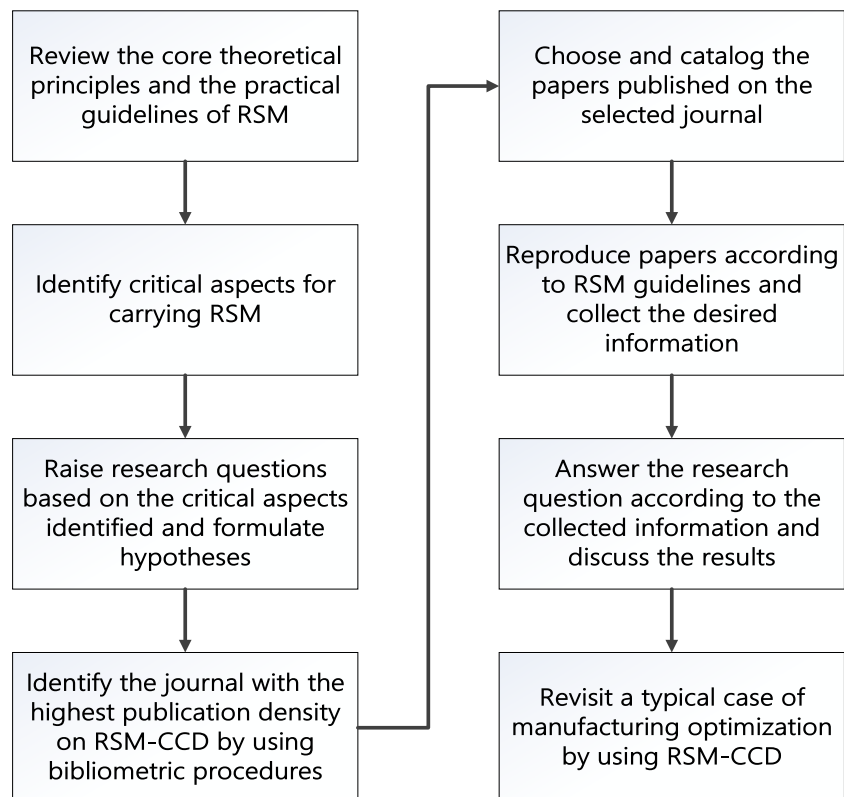 Review the core theoretical
principles and the practical
guidelines of RSM
Identify critical aspects for
carrying RSM
Raise research questions
based on the critical aspects
identified and formulate
hypotheses
Identify the journal with the
highest publication density
on RSM-CCD by using
bibliometric procedures
Choose and catalog the
papers published on the
selected journal
Reproduce papers according
to RSM guidelines and
collect the desired
information
Answer the research
question according to the
collected information and
discuss the results
Revisit a typical case of
manufacturing optimization
by using RSM-CCD